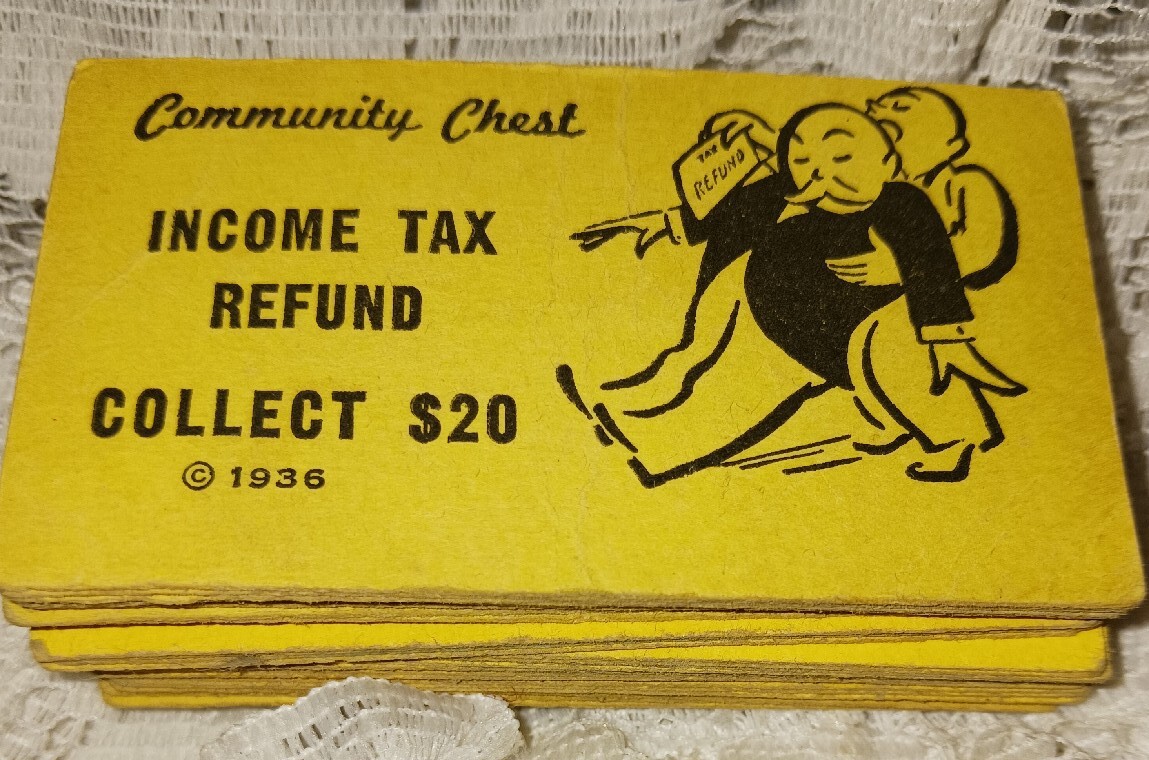 Community Chest
TAX
REFUND
INCOME TAX
REFUND
COLLECT $20
© 1936